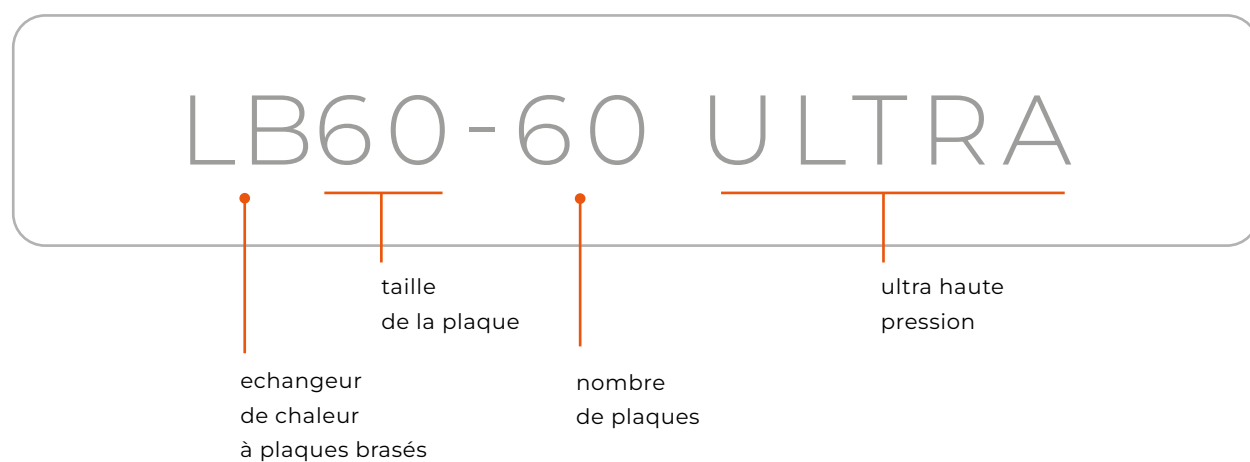 LB60-60 ULTRA
taille
de la plaque
ultra haute
pression
echangeur
de chaleur
à plaques brasés
nombre
de plaques